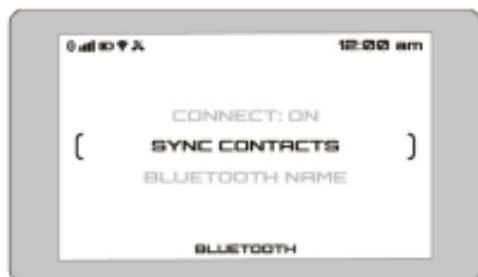 12:00 am
CONNECT: ON
SYNC CONTACTS
BLUETOOTH NAME
BLUETOOTH